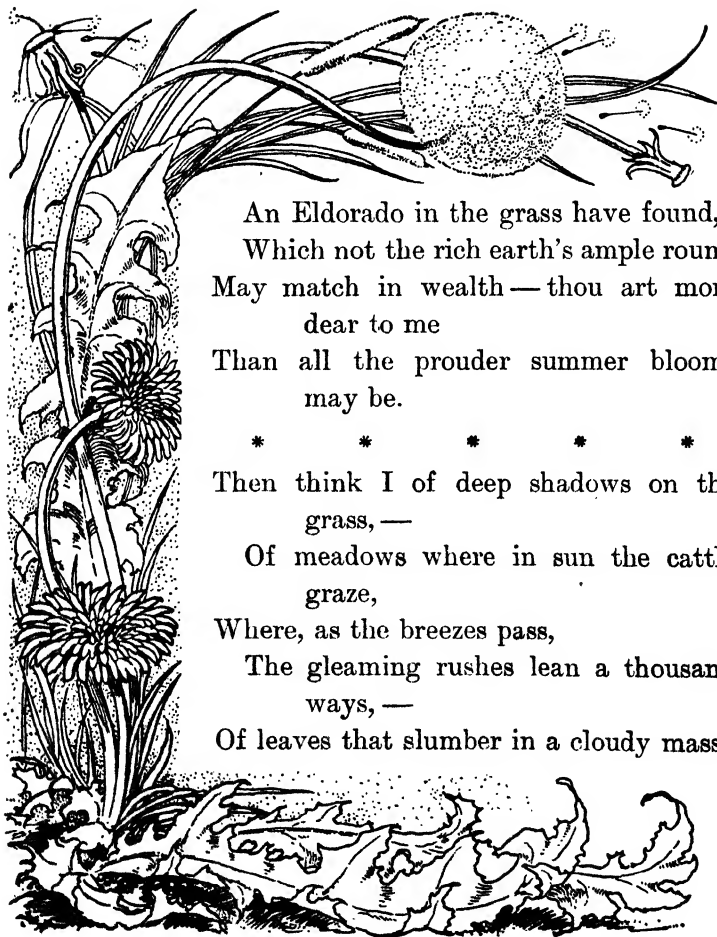 An Eldorado in the grass have found,
Which not the rich earth's ample roun
May match in wealth — thou art mor
dear to me
Than all the prouder summer bloom
may be.
* * * * *
Then think I of deep shadows on th
grass, —
Of meadows where in sun the cattl
graze,
Where, as the breezes pass,
The gleaming rushes lean a thousan
ways, —
Of leaves that slumber in a cloudy mass